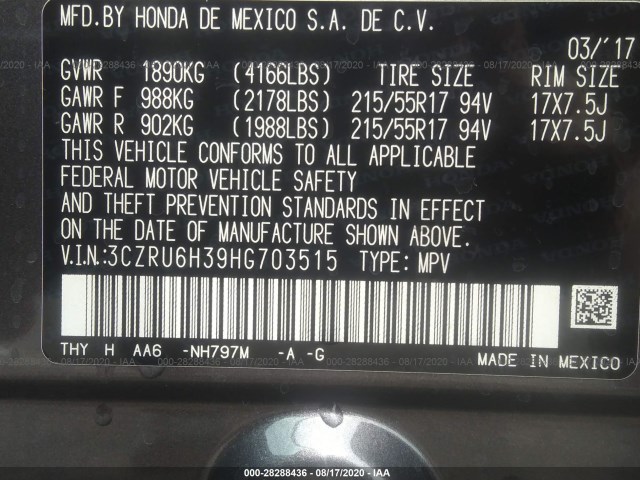 MFD.BY HONDA DE MEXICO S.A. DE C.V.
03/'17
GVWR 1890KG (4166LBS) TIRE SIZE RIM SIZE
GAWR F 988KG (2178LBS) 215/55R17 94V 17X7.5J
GAWR R 902KG (1988LBS) 215/55R17 94V 17X7.5J
THIS VEHICLE CONFORMS TO ALL APPLICABLE
FEDERAL MOTOR VEHICLE SAFETY
AND THEFT PREVENTION STANDARDS IN EFFECT
ON THE DATE OF MANUFACTURE SHOWN ABOVE.
V.I.N.:3CZRU6H39HG703515 TYPE: MPV
THY H AA6 -NH797M -A -G
MADE IN MEXICO
000-28288436 - 08/17/2020 - IAA